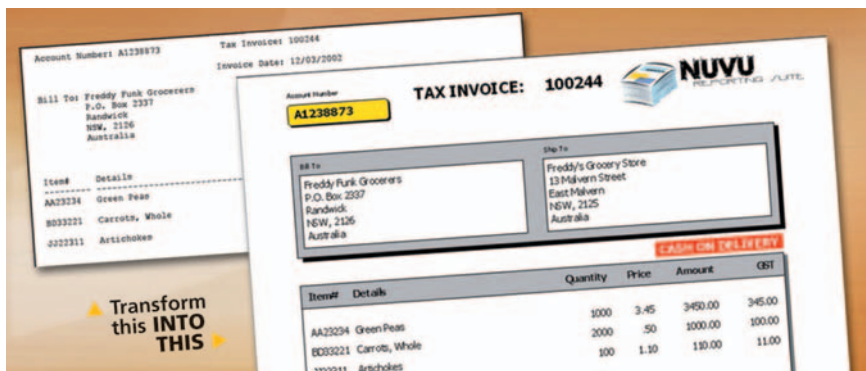 Account Number: A1238873
Tax Invoice: 100244
Invoice Date: 12/03/2002
Bill To: Freddy Funk Grocerers
P.O. Box 2337
Randwick
NSW, 2126
Australia
Item# Details
AA23234 Green Peas
BD33221 Carrots, Whole
JJ22311 Artichokes
Transform
this INTO
THIS
Account Number
A1238873
TAX INVOICE: 100244
NUVU
REPORTING SUITE
Bill To
Freddy Funk Grocerers
P.O. Box 2337
Randwick
NSW, 2126
Australia
Ship To
Freddy's Grocery Store
13 Malvern Street
East Malvern
NSW, 2125
Australia
CASH ON DELIVERY
Item# Details Quantity Price Amount GST
AA23234 Green Peas 1000 3.45 3450.00 345.00
BD33221 Carrots, Whole 2000 .50 1000.00 100.00
Artichokes 100 1.10 110.00 11.00